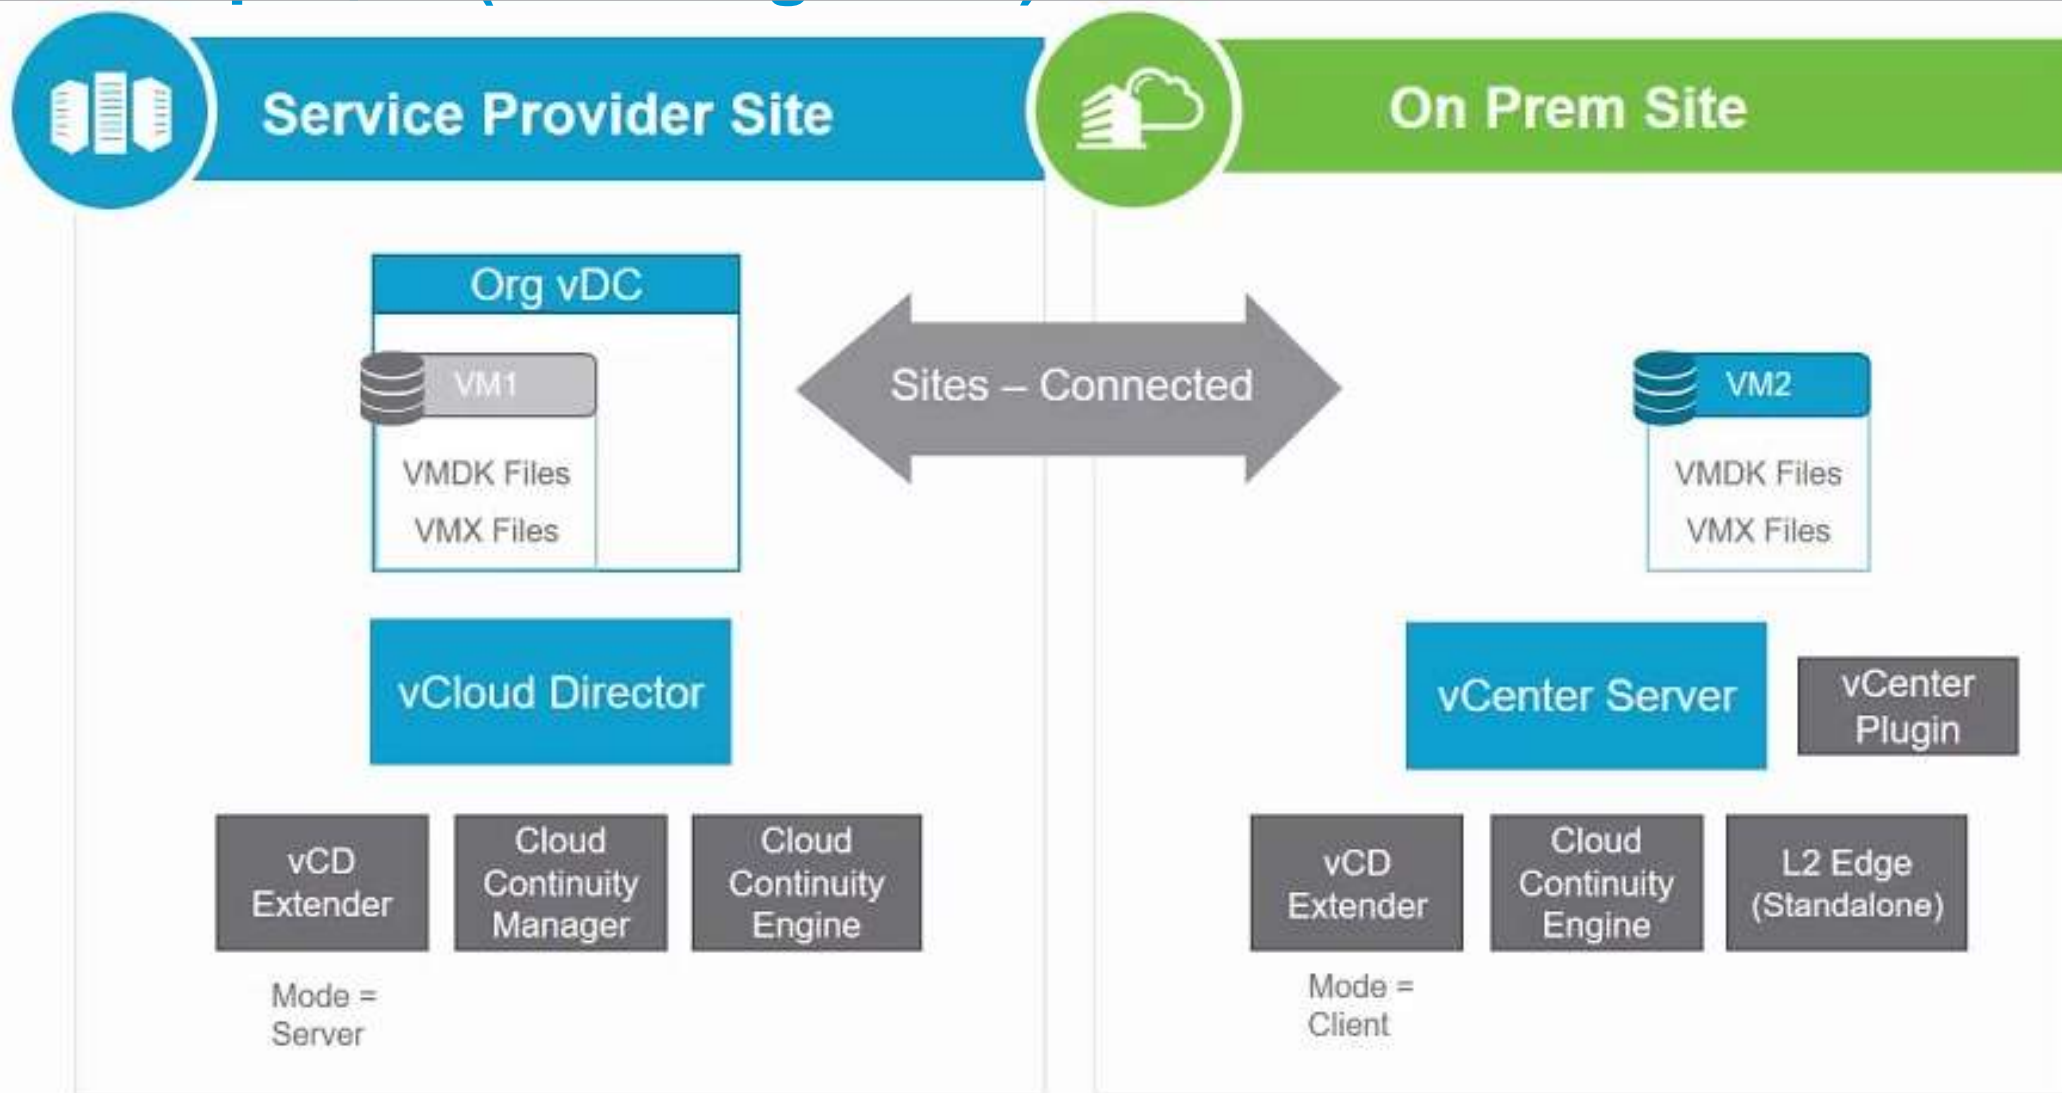 Service Provider Site
On Prem Site
Org vDC
VM1
VMDK Files
VMX Files
Sites – Connected
VM2
VMDK Files
VMX Files
vCloud Director
vCenter Server
vCenter
Plugin
vCD
Extender
Cloud
Continuity
Manager
Cloud
Continuity
Engine
vCD
Extender
Cloud
Continuity
Engine
L2 Edge
(Standalone)
Mode =
Server
Mode =
Client